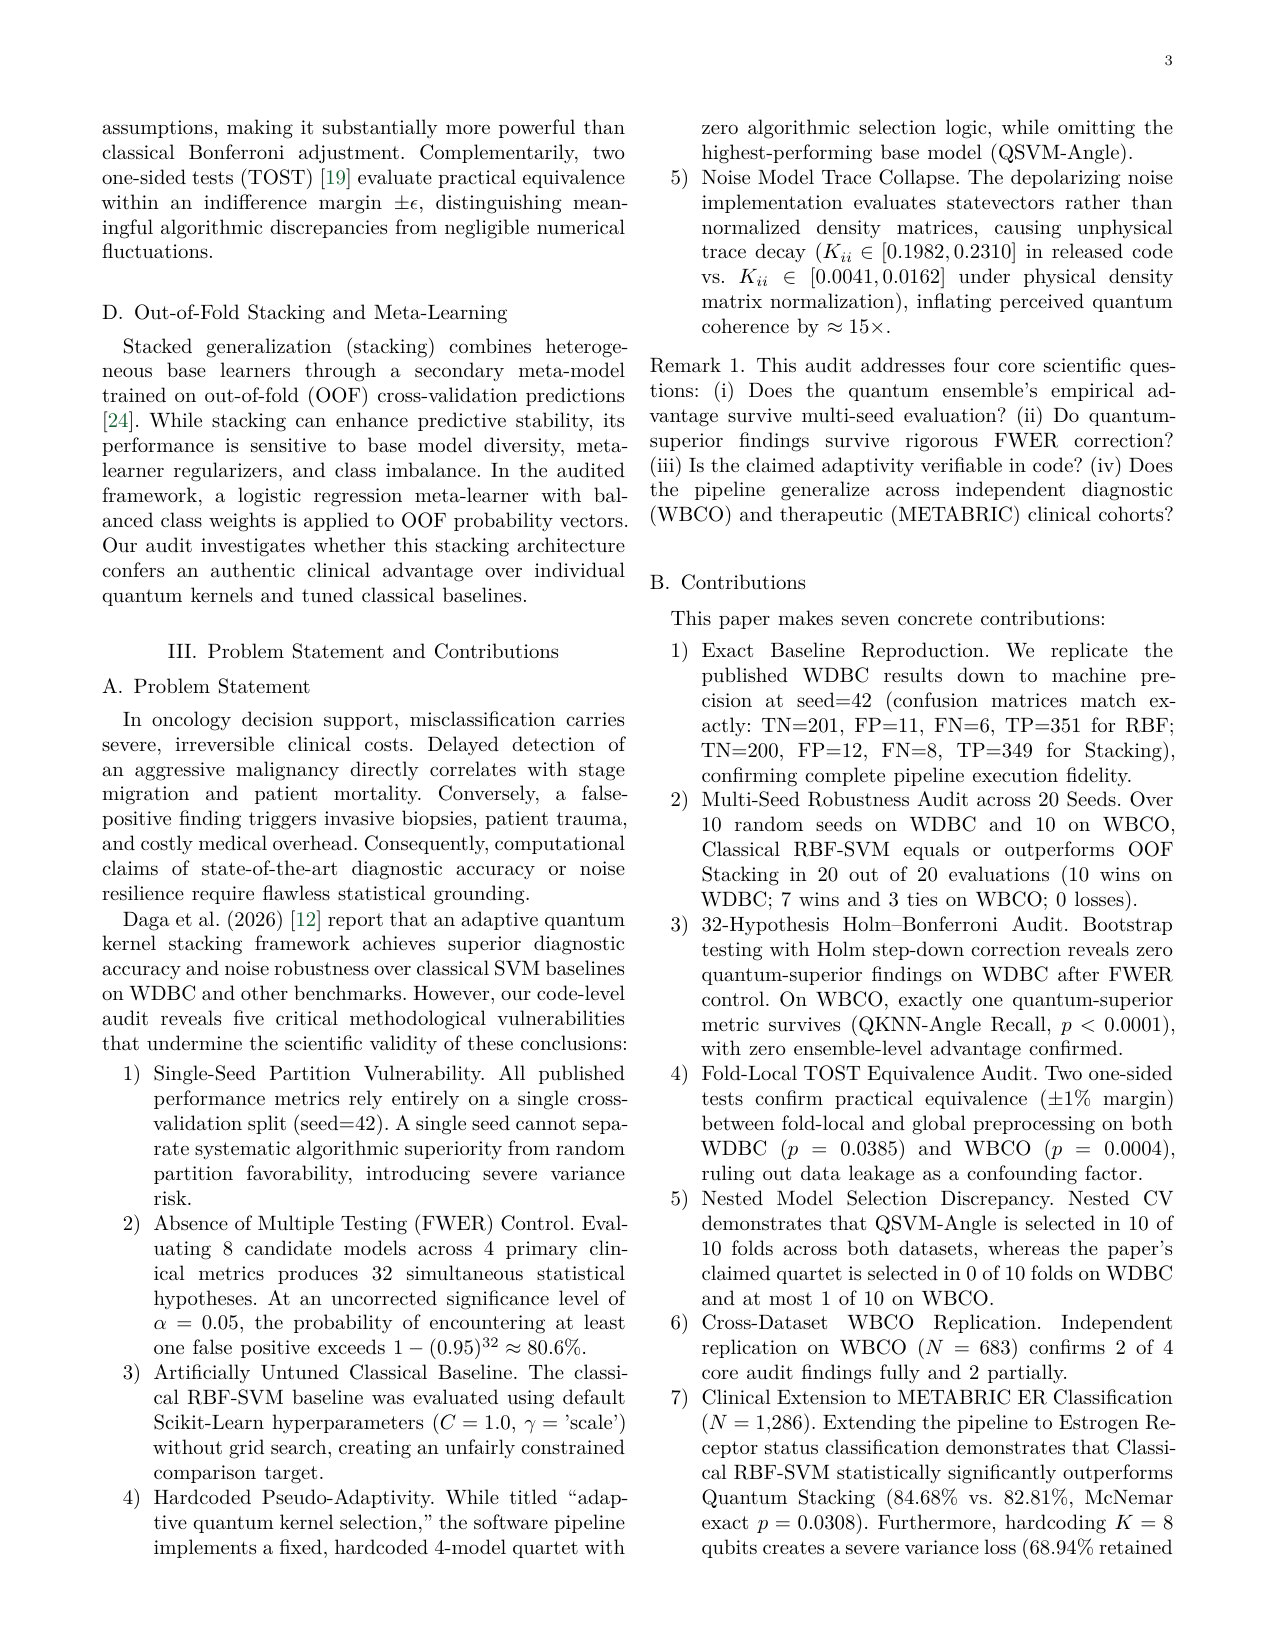 3
assumptions, making it substantially more powerful than
classical Bonferroni adjustment. Complementarily, two
one-sided tests (TOST) [19] evaluate practical equivalence
within an indifference margin ±ϵ, distinguishing mean-
ingful algorithmic discrepancies from negligible numerical
fluctuations.
D. Out-of-Fold Stacking and Meta-Learning
Stacked generalization (stacking) combines heteroge-
neous base learners through a secondary meta-model
trained on out-of-fold (OOF) cross-validation predictions
[24]. While stacking can enhance predictive stability, its
performance is sensitive to base model diversity, meta-
learner regularizers, and class imbalance. In the audited
framework, a logistic regression meta-learner with bal-
anced class weights is applied to OOF probability vectors.
Our audit investigates whether this stacking architecture
confers an authentic clinical advantage over individual
quantum kernels and tuned classical baselines.
III. Problem Statement and Contributions
A. Problem Statement
In oncology decision support, misclassification carries
severe, irreversible clinical costs. Delayed detection of
an aggressive malignancy directly correlates with stage
migration and patient mortality. Conversely, a false-
positive finding triggers invasive biopsies, patient trauma,
and costly medical overhead. Consequently, computational
claims of state-of-the-art diagnostic accuracy or noise
resilience require flawless statistical grounding.
Daga et al. (2026) [12] report that an adaptive quantum
kernel stacking framework achieves superior diagnostic
accuracy and noise robustness over classical SVM baselines
on WDBC and other benchmarks. However, our code-level
audit reveals five critical methodological vulnerabilities
that undermine the scientific validity of these conclusions:
1) Single-Seed Partition Vulnerability. All published
performance metrics rely entirely on a single cross-
validation split (seed=42). A single seed cannot sepa-
rate systematic algorithmic superiority from random
partition favorability, introducing severe variance
risk.
2) Absence of Multiple Testing (FWER) Control. Eval-
uating 8 candidate models across 4 primary clin-
ical metrics produces 32 simultaneous statistical
hypotheses. At an uncorrected significance level of
α = 0.05, the probability of encountering at least
one false positive exceeds 1 − (0.95)³² ≈ 80.6%.
3) Artificially Untuned Classical Baseline. The classi-
cal RBF-SVM baseline was evaluated using default
Scikit-Learn hyperparameters (C = 1.0, γ = ’scale’)
without grid search, creating an unfairly constrained
comparison target.
4) Hardcoded Pseudo-Adaptivity. While titled “adap-
tive quantum kernel selection,” the software pipeline
implements a fixed, hardcoded 4-model quartet with
zero algorithmic selection logic, while omitting the
highest-performing base model (QSVM-Angle).
5) Noise Model Trace Collapse. The depolarizing noise
implementation evaluates statevectors rather than
normalized density matrices, causing unphysical
trace decay (Kii ∈ [0.1982, 0.2310] in released code
vs. Kii ∈ [0.0041, 0.0162] under physical density
matrix normalization), inflating perceived quantum
coherence by ≈ 15×.
Remark 1. This audit addresses four core scientific ques-
tions: (i) Does the quantum ensemble’s empirical ad-
vantage survive multi-seed evaluation? (ii) Do quantum-
superior findings survive rigorous FWER correction?
(iii) Is the claimed adaptivity verifiable in code? (iv) Does
the pipeline generalize across independent diagnostic
(WBCO) and therapeutic (METABRIC) clinical cohorts?
B. Contributions
This paper makes seven concrete contributions:
1) Exact Baseline Reproduction. We replicate the
published WDBC results down to machine pre-
cision at seed=42 (confusion matrices match ex-
actly: TN=201, FP=11, FN=6, TP=351 for RBF;
TN=200, FP=12, FN=8, TP=349 for Stacking),
confirming complete pipeline execution fidelity.
2) Multi-Seed Robustness Audit across 20 Seeds. Over
10 random seeds on WDBC and 10 on WBCO,
Classical RBF-SVM equals or outperforms OOF
Stacking in 20 out of 20 evaluations (10 wins on
WDBC; 7 wins and 3 ties on WBCO; 0 losses).
3) 32-Hypothesis Holm–Bonferroni Audit. Bootstrap
testing with Holm step-down correction reveals zero
quantum-superior findings on WDBC after FWER
control. On WBCO, exactly one quantum-superior
metric survives (QKNN-Angle Recall, p < 0.0001),
with zero ensemble-level advantage confirmed.
4) Fold-Local TOST Equivalence Audit. Two one-sided
tests confirm practical equivalence (±1% margin)
between fold-local and global preprocessing on both
WDBC (p = 0.0385) and WBCO (p = 0.0004),
ruling out data leakage as a confounding factor.
5) Nested Model Selection Discrepancy. Nested CV
demonstrates that QSVM-Angle is selected in 10 of
10 folds across both datasets, whereas the paper’s
claimed quartet is selected in 0 of 10 folds on WDBC
and at most 1 of 10 on WBCO.
6) Cross-Dataset WBCO Replication. Independent
replication on WBCO (N = 683) confirms 2 of 4
core audit findings fully and 2 partially.
7) Clinical Extension to METABRIC ER Classification
(N = 1,286). Extending the pipeline to Estrogen Re-
ceptor status classification demonstrates that Classi-
cal RBF-SVM statistically significantly outperforms
Quantum Stacking (84.68% vs. 82.81%, McNemar
exact p = 0.0308). Furthermore, hardcoding K = 8
qubits creates a severe variance loss (68.94% retained